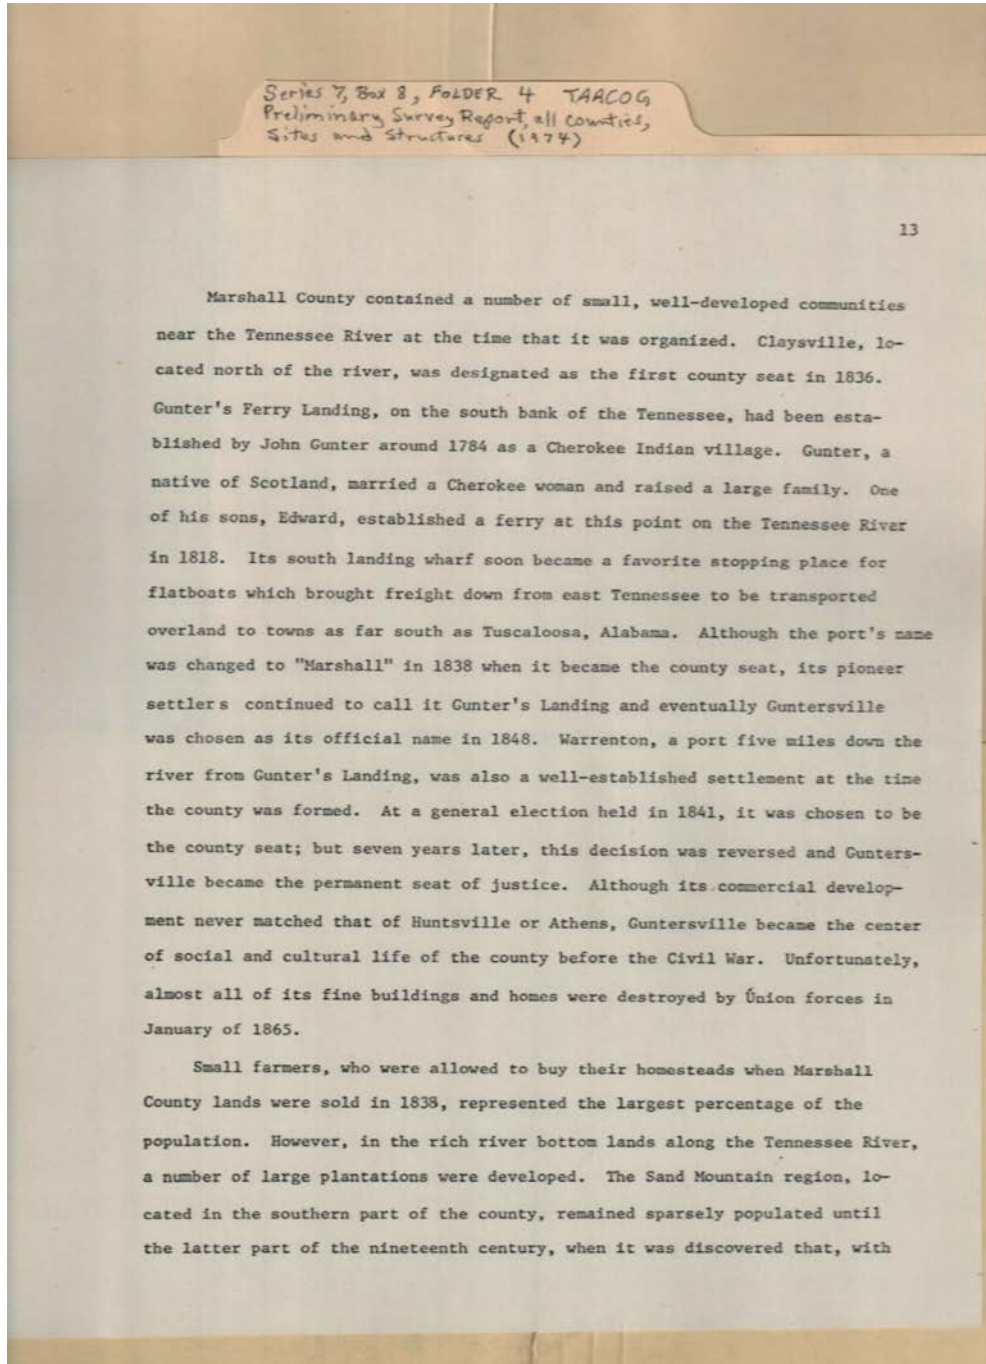 Series 7, Box 8, FOLDER 4 TAACOG
Preliminary Survey Report, all counties,
Sites and Structures (1974)
13
Marshall County contained a number of small, well-developed communities
near the Tennessee River at the time that it was organized. Claysville, lo-
cated north of the river, was designated as the first county seat in 1836.
Gunter's Ferry Landing, on the south bank of the Tennessee, had been esta-
blished by John Gunter around 1784 as a Cherokee Indian village. Gunter, a
native of Scotland, married a Cherokee woman and raised a large family. One
of his sons, Edward, established a ferry at this point on the Tennessee River
in 1818. Its south landing wharf soon became a favorite stopping place for
flatboats which brought freight down from east Tennessee to be transported
overland to towns as far south as Tuscaloosa, Alabama. Although the port's name
was changed to "Marshall" in 1838 when it became the county seat, its pioneer
settlers continued to call it Gunter's Landing and eventually Guntersville
was chosen as its official name in 1848. Warrenton, a port five miles down the
river from Gunter's Landing, was also a well-established settlement at the time
the county was formed. At a general election held in 1841, it was chosen to be
the county seat; but seven years later, this decision was reversed and Gunters-
ville became the permanent seat of justice. Although its commercial develop-
ment never matched that of Huntsville or Athens, Guntersville became the center
of social and cultural life of the county before the Civil War. Unfortunately,
almost all of its fine buildings and homes were destroyed by Union forces in
January of 1865.
Small farmers, who were allowed to buy their homesteads when Marshall
County lands were sold in 1838, represented the largest percentage of the
population. However, in the rich river bottom lands along the Tennessee River,
a number of large plantations were developed. The Sand Mountain region, lo-
cated in the southern part of the county, remained sparsely populated until
the latter part of the nineteenth century, when it was discovered that, with